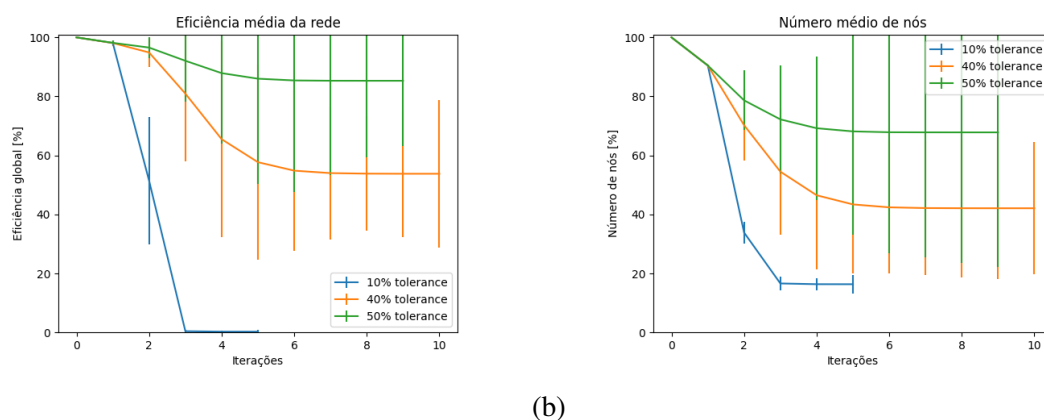 Eficiência média da rede
Eficiência global [%]
100
80
60
40
20
0
0 2 4 6 8 10
Iterações
10% tolerance
40% tolerance
50% tolerance
Número médio de nós
Número de nós [%]
100
80
60
40
20
0
0 2 4 6 8 10
Iterações
10% tolerance
40% tolerance
50% tolerance
(b)